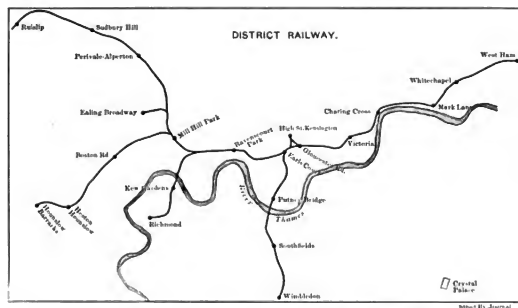 DISTRICT RAILWAY.
Ruislip
Sudbury Hill
Perivale-Alperton
Ealing Broadway
Mill Hill Park
Boston Rd
Heston
Hounslow
Hounslow
Barracks
Kew Gardens
Richmond
Ravenscourt
Park
High St. Kensington
Gloucester Rd.
Earls Court
Victoria
Charing Cross
Mark Lane
Whitechapel
West Ham
River
Thames
Putney Bridge
Southfields
Wimbledon
Crystal
Palace
Journal